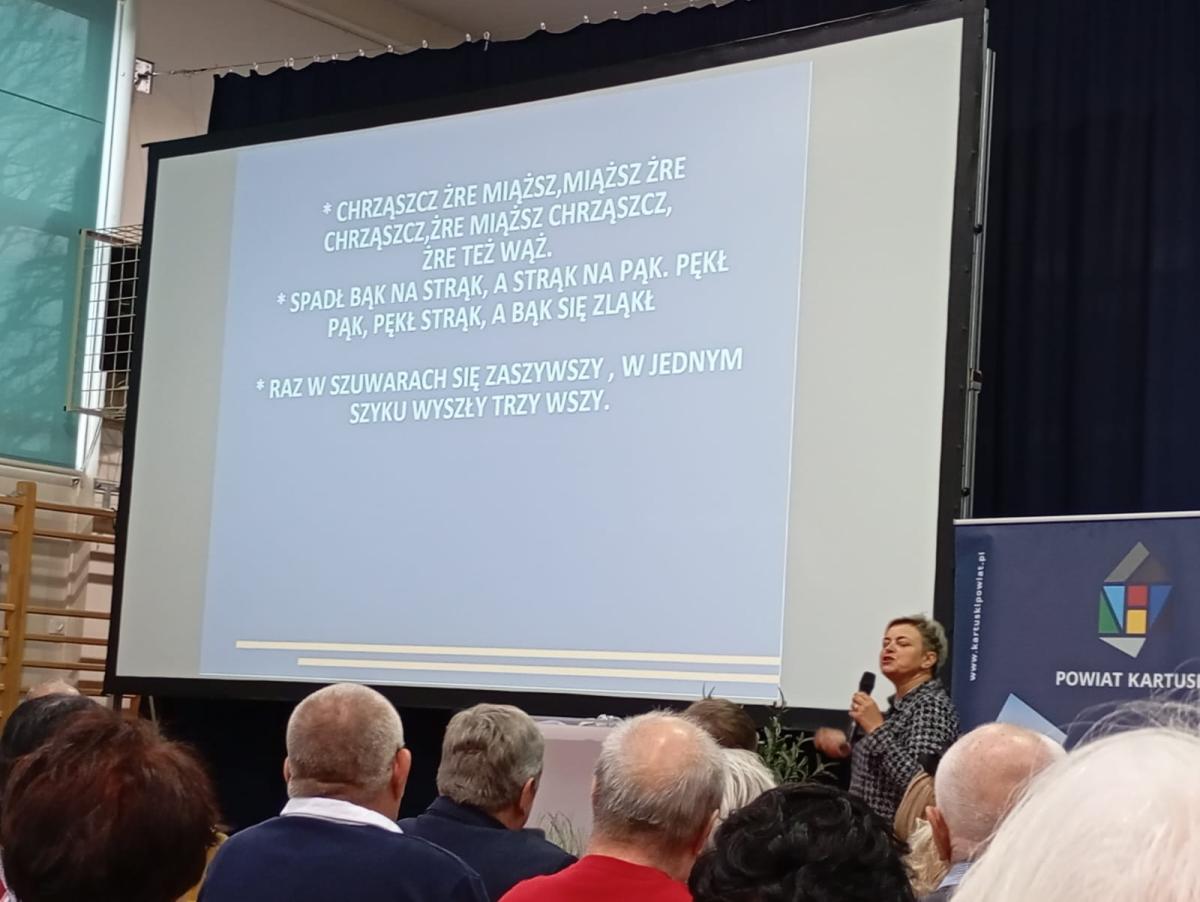 * CHRZĄSZCZ ŻRE MIĄŻSZ,MIĄŻSZ ŻRE
CHRZĄSZCZ,ŻRE MIĄŻSZ CHRZĄSZCZ,
ŻRE TEŻ WĄŻ.
* SPADŁ BĄK NA STRĄK, A STRĄK NA PĄK. PĘKŁ
PĄK, PĘKŁ STRĄK, A BĄK SIĘ ZLĄKŁ
* RAZ W SZUWARACH SIĘ ZASZYWSZY , W JEDNYM
SZYKU WYSZŁY TRZY WSZY.
www.kartuskipowiat.pl
POWIAT KARTUSK